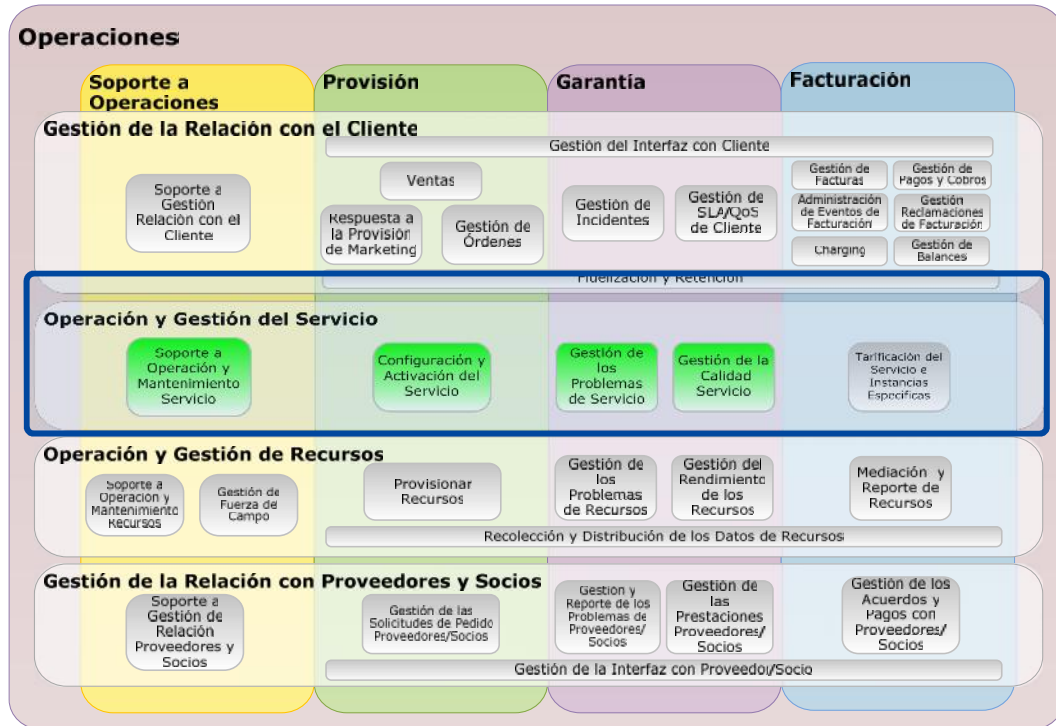 Operaciones
Soporte a
Operaciones
Provisión
Garantía
Facturación
Gestión de la Relación con el Cliente
Gestión del Interfaz con Cliente
Soporte a
Gestión
Relación con el
Cliente
Ventas
Respuesta a
la Provisión
de Marketing
Gestión de
Órdenes
Gestión de
Incidentes
Gestión de
SLA/QoS
de Cliente
Gestión de
Facturas
Gestión de
Pagos y Cobros
Administración
de Eventos de
Facturación
Gestión
Reclamaciones
de Facturación
Charging
Gestión de
Balances
Fidelización y Retención
Operación y Gestión del Servicio
Soporte a
Operación y
Mantenimiento
Servicio
Configuración y
Activación del
Servicio
Gestión de
los
Problemas
de Servicio
Gestión de la
Calidad
Servicio
Tarificación del
Servicio e
Instancias
Específicas
Operación y Gestión de Recursos
Soporte a
Operación y
Mantenimiento
Recursos
Gestión de
Fuerza de
Campo
Provisionar
Recursos
Gestión de
los
Problemas
de Recursos
Gestión del
Rendimiento
de los
Recursos
Mediación y
Reporte de
Recursos
Recolección y Distribución de los Datos de Recursos
Gestión de la Relación con Proveedores y Socios
Soporte a
Gestión de
Relación
Proveedores y
Socios
Gestión de las
Solicitudes de Pedido
Proveedores/Socios
Gestión y
Reporte de los
Problemas de
Proveedores/
Socios
Gestión de
las
Prestaciones
Proveedores/
Socios
Gestión de los
Acuerdos y
Pagos con
Proveedores/
Socios
Gestión de la Interfaz con Proveedor/Socio